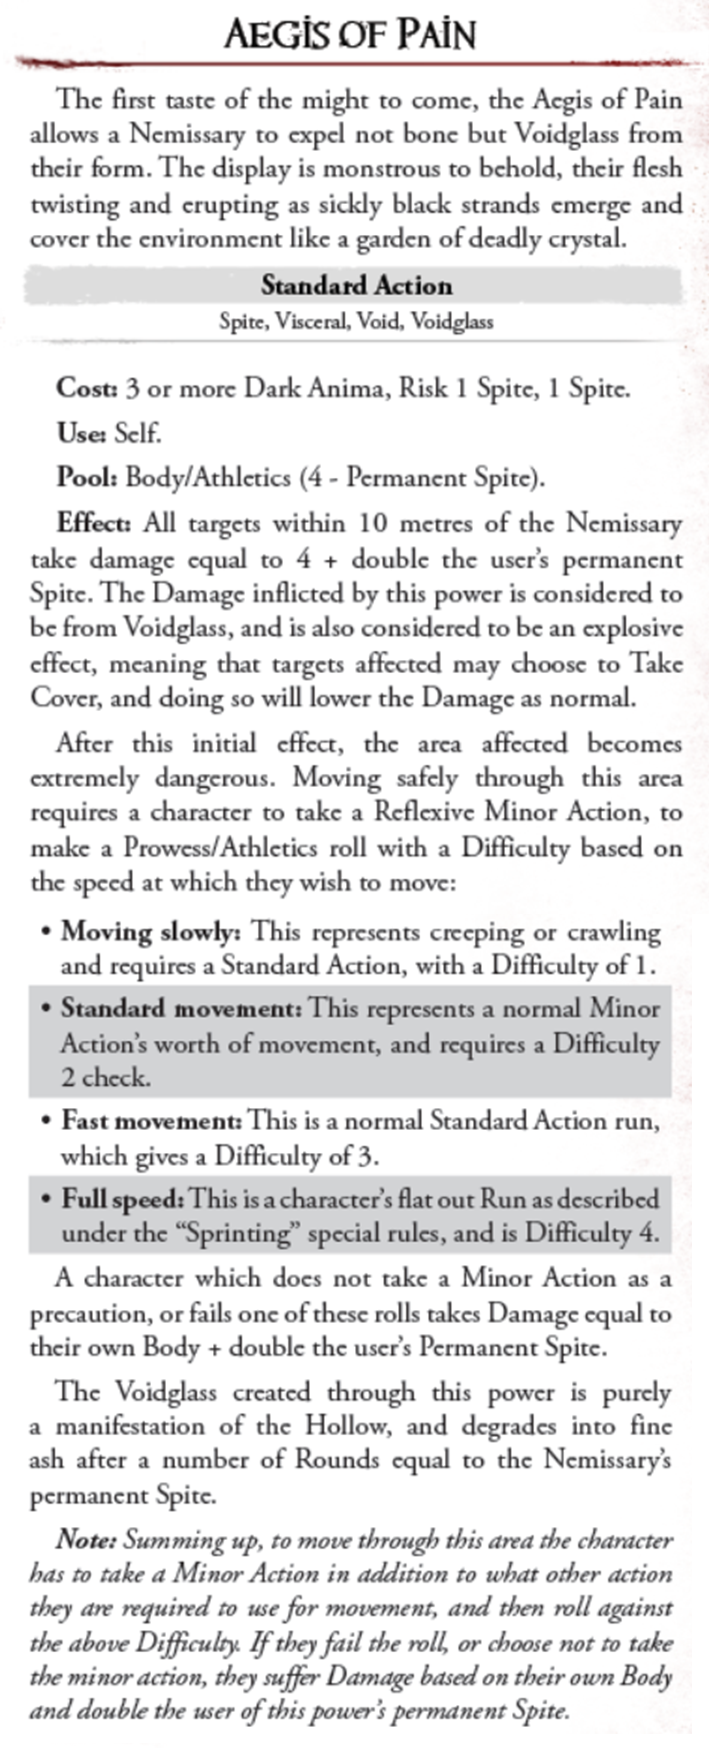 AEGIS OF PAIN
The first taste of the might to come, the Aegis of Pain
allows a Nemissary to expel not bone but Voidglass from
their form. The display is monstrous to behold, their flesh
twisting and erupting as sickly black strands emerge and
cover the environment like a garden of deadly crystal.
Standard Action
Spite, Visceral, Void, Voidglass
Cost: 3 or more Dark Anima, Risk 1 Spite, 1 Spite.
Use: Self.
Pool: Body/Athletics (4 - Permanent Spite).
Effect: All targets within 10 metres of the Nemissary
take damage equal to 4 + double the user's permanent
Spite. The Damage inflicted by this power is considered to
be from Voidglass, and is also considered to be an explosive
effect, meaning that targets affected may choose to Take
Cover, and doing so will lower the Damage as normal.
After this initial effect, the area affected becomes
extremely dangerous. Moving safely through this area
requires a character to take a Reflexive Minor Action, to
make a Prowess/Athletics roll with a Difficulty based on
the speed at which they wish to move:
• Moving slowly: This represents creeping or crawling
and requires a Standard Action, with a Difficulty of 1.
• Standard movement: This represents a normal Minor
Action's worth of movement, and requires a Difficulty
2 check.
• Fast movement: This is a normal Standard Action run,
which gives a Difficulty of 3.
• Full speed: This is a character's flat out Run as described
under the "Sprinting" special rules, and is Difficulty 4.
A character which does not take a Minor Action as a
precaution, or fails one of these rolls takes Damage equal to
their own Body + double the user's Permanent Spite.
The Voidglass created through this power is purely
a manifestation of the Hollow, and degrades into fine
ash after a number of Rounds equal to the Nemissary's
permanent Spite.
Note: Summing up, to move through this area the character
has to take a Minor Action in addition to what other action
they are required to use for movement, and then roll against
the above Difficulty. If they fail the roll, or choose not to take
the minor action, they suffer Damage based on their own Body
and double the user of this power's permanent Spite.